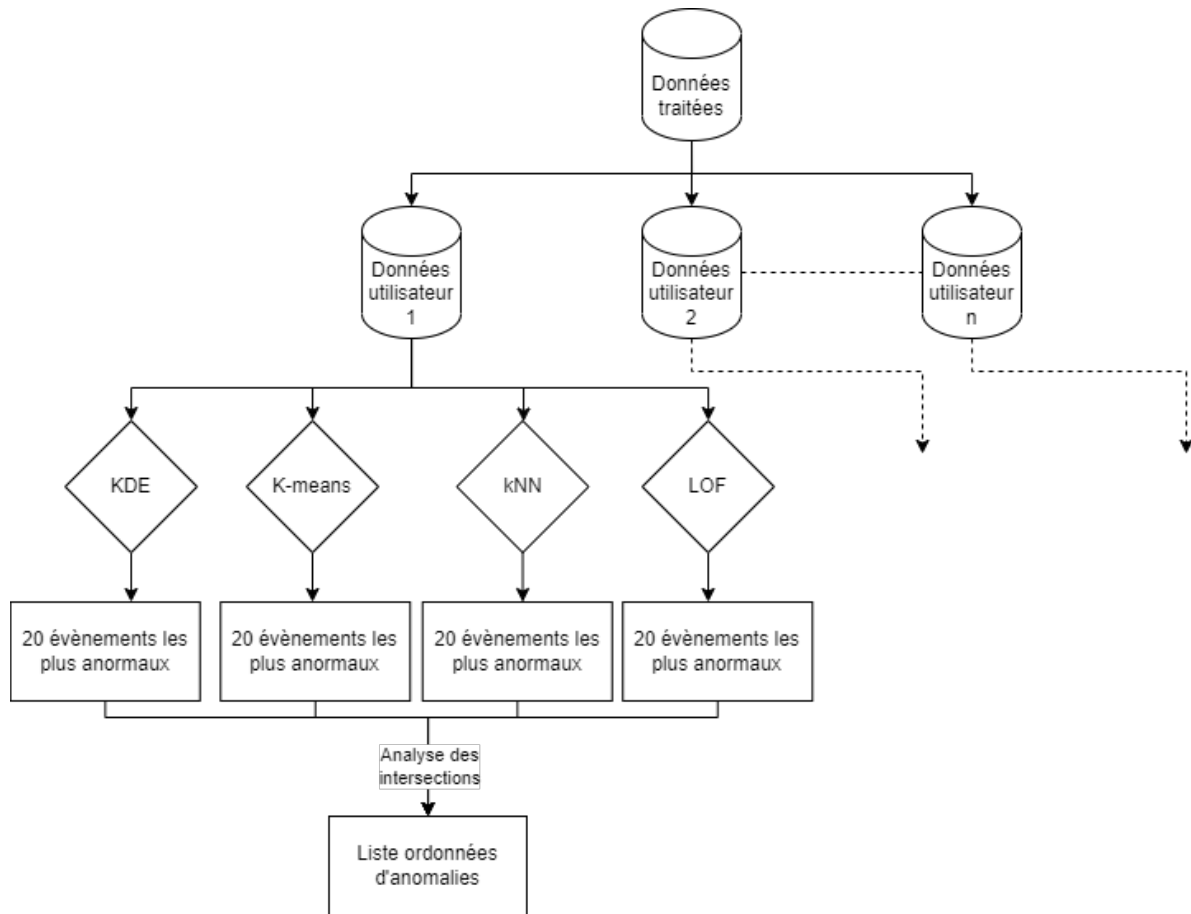 Données
traitées
Données
utilisateur
1
Données
utilisateur
2
Données
utilisateur
n
KDE
K-means
kNN
LOF
20 évènements les
plus anormaux
20 évènements les
plus anormaux
20 évènements les
plus anormaux
20 évènements les
plus anormaux
Analyse des
intersections
Liste ordonnées
d'anomalies